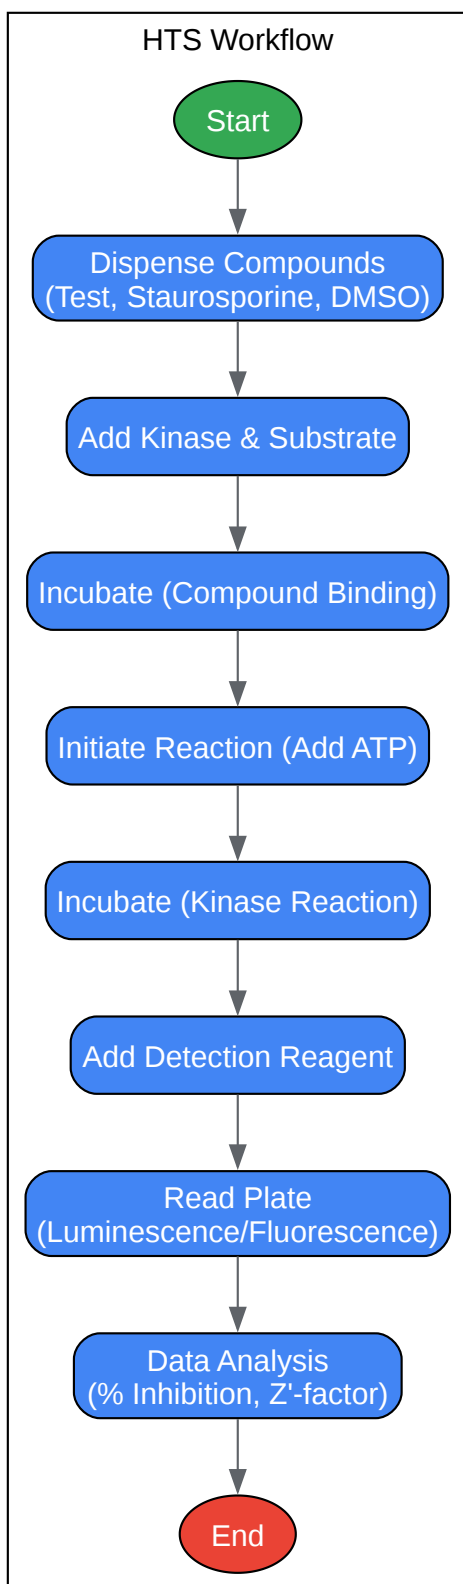 HTS Workflow
Start
Dispense Compounds
(Test, Staurosporine, DMSO)
Add Kinase & Substrate
Incubate (Compound Binding)
Initiate Reaction (Add ATP)
Incubate (Kinase Reaction)
Add Detection Reagent
Read Plate
(Luminescence/Fluorescence)
Data Analysis
(% Inhibition, Z'-factor)
End